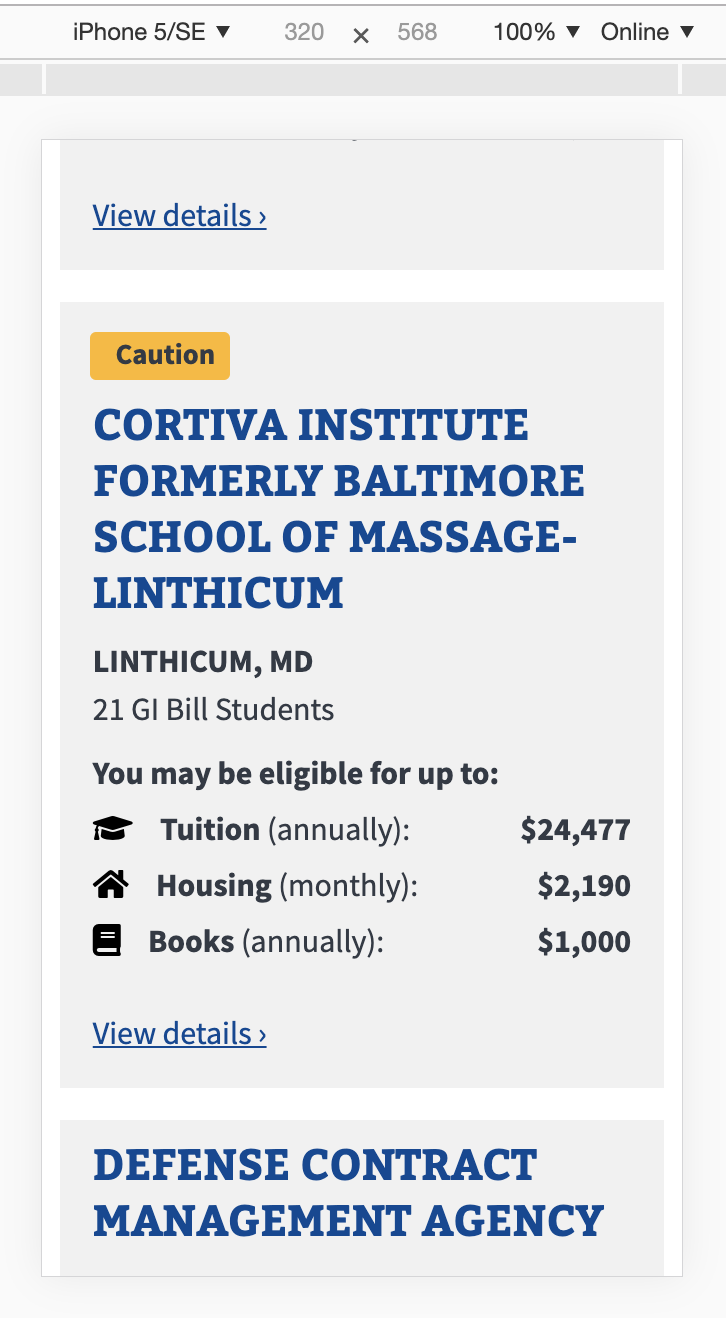 iPhone 5/SE ▼ 320 × 568 100% ▼ Online ▼
View details ›
Caution
CORTIVA INSTITUTE
FORMERLY BALTIMORE
SCHOOL OF MASSAGE-
LINTHICUM
LINTHICUM, MD
21 GI Bill Students
You may be eligible for up to:
Tuition (annually): $24,477
Housing (monthly): $2,190
Books (annually): $1,000
View details ›
DEFENSE CONTRACT
MANAGEMENT AGENCY